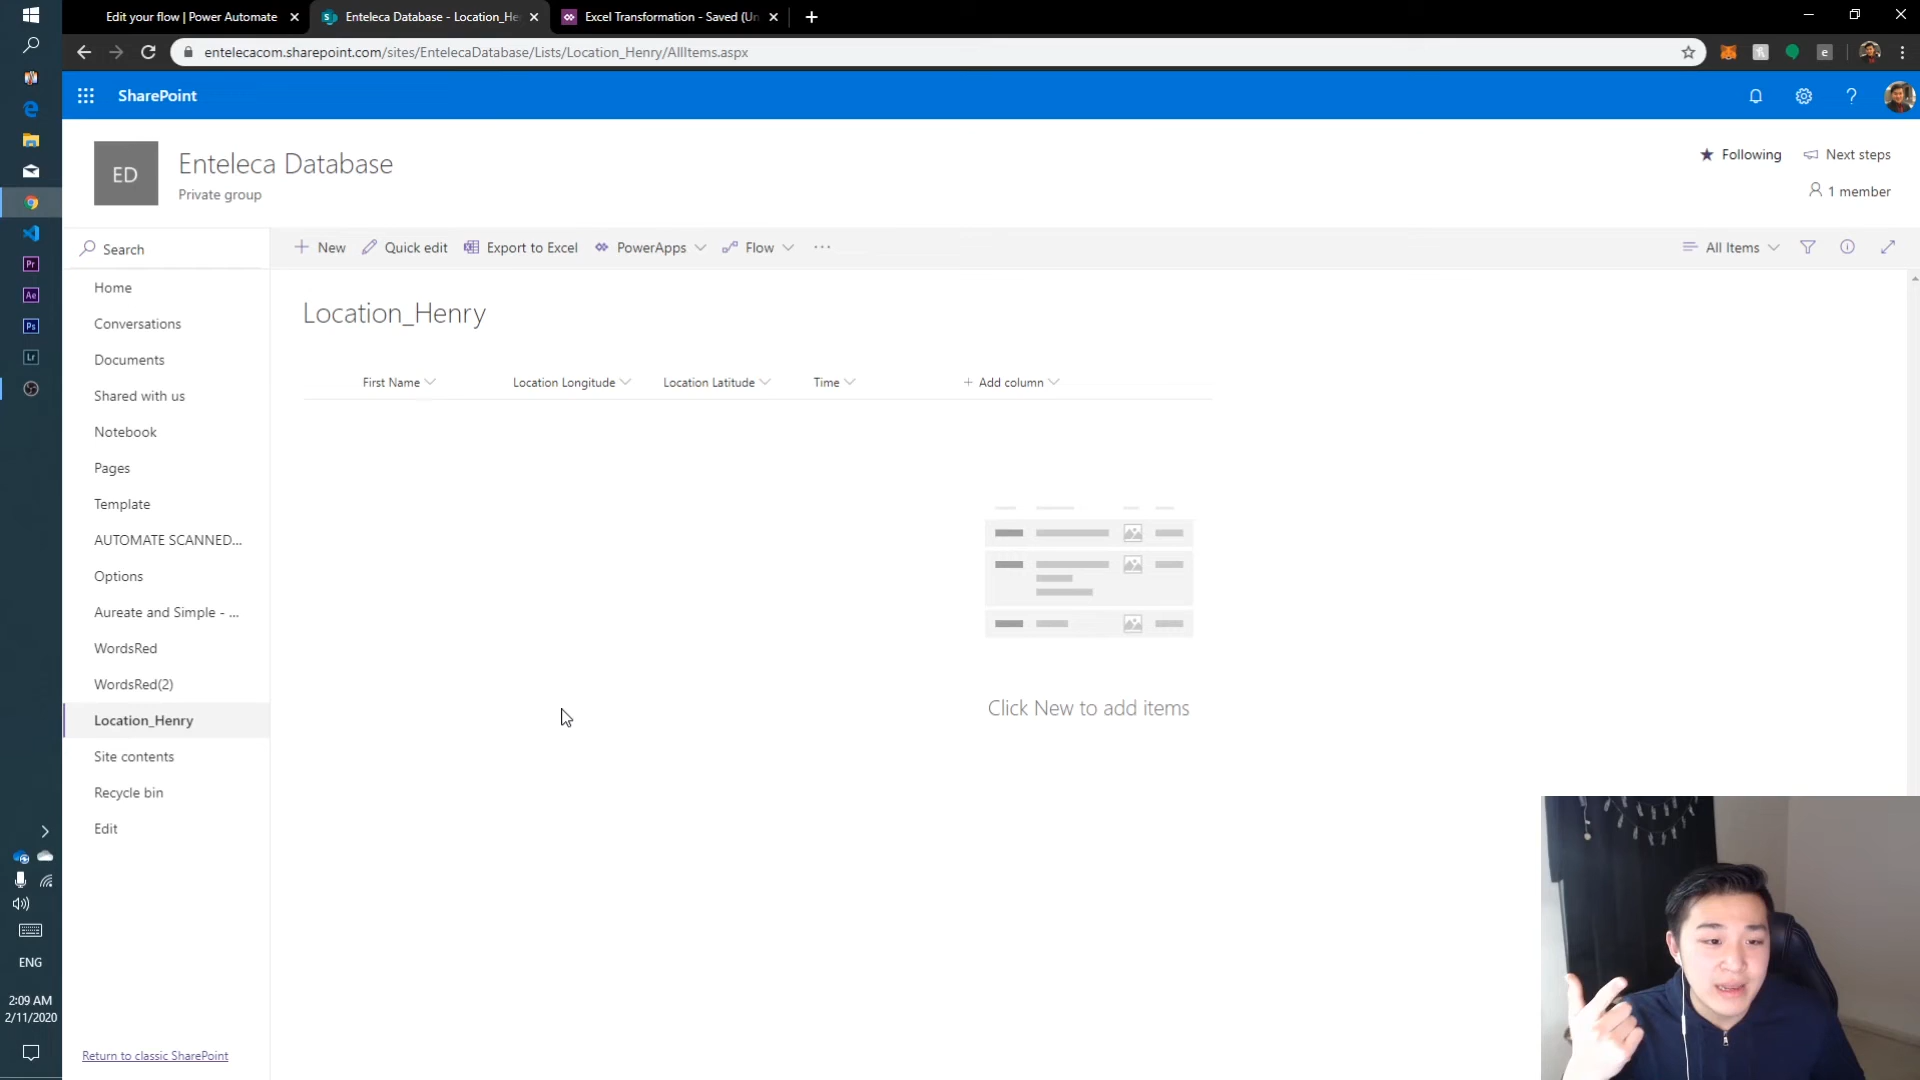 Edit your flow | Power Automate
Enteleca Database - Location_He
Excel Transformation - Saved (Un
entelecacom.sharepoint.com/sites/EntelecaDatabase/Lists/Location_Henry/AllItems.aspx
SharePoint
ED
Enteleca Database
Private group
Following
Next steps
1 member
Search
New
Quick edit
Export to Excel
PowerApps
Flow
All Items
Home
Conversations
Documents
Shared with us
Notebook
Pages
Template
AUTOMATE SCANNED...
Options
Aureate and Simple - ...
WordsRed
WordsRed(2)
Location_Henry
Site contents
Recycle bin
Edit
Return to classic SharePoint
Location_Henry
First Name
Location Longitude
Location Latitude
Time
Add column
Click New to add items
Pr
Ae
Ps
Lr
ENG
2:09 AM
2/11/2020